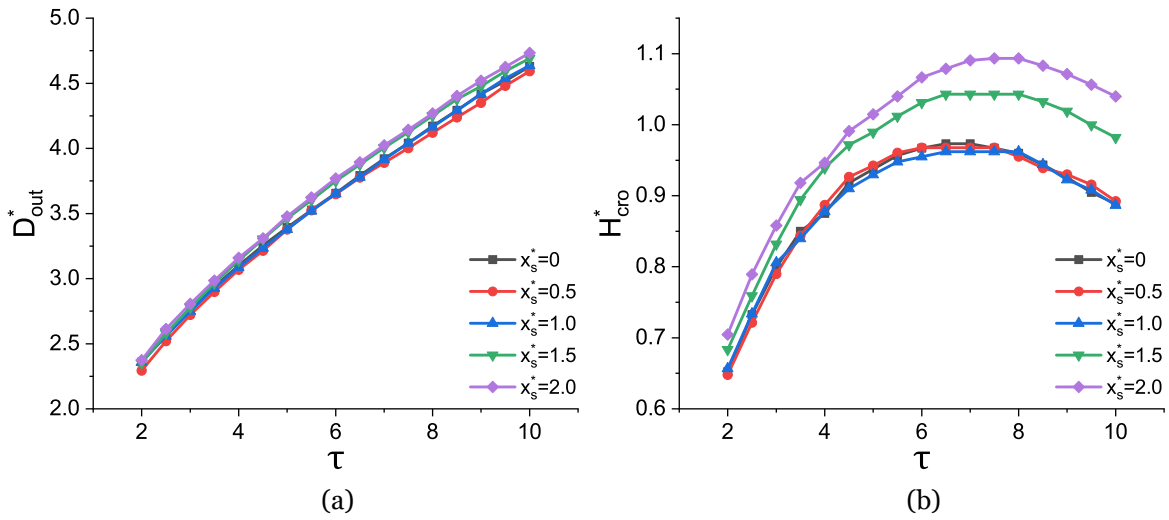 5.0
4.5
4.0
3.5
3.0
2.5
2.0
2 4 6 8 10
D*out
τ
x*s=0
x*s=0.5
x*s=1.0
x*s=1.5
x*s=2.0
(a)
1.1
1.0
0.9
0.8
0.7
0.6
2 4 6 8 10
H*cro
τ
x*s=0
x*s=0.5
x*s=1.0
x*s=1.5
x*s=2.0
(b)